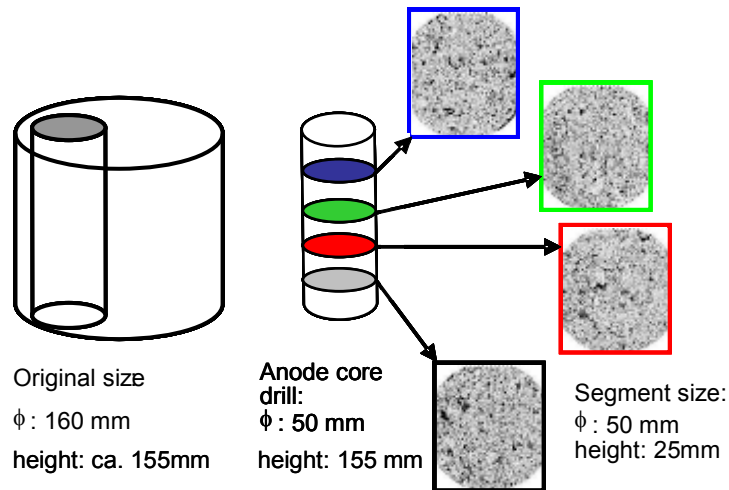 Original size
ϕ : 160 mm
height: ca. 155mm
Anode core
drill:
ϕ : 50 mm
height: 155 mm
Segment size:
ϕ : 50 mm
height: 25mm